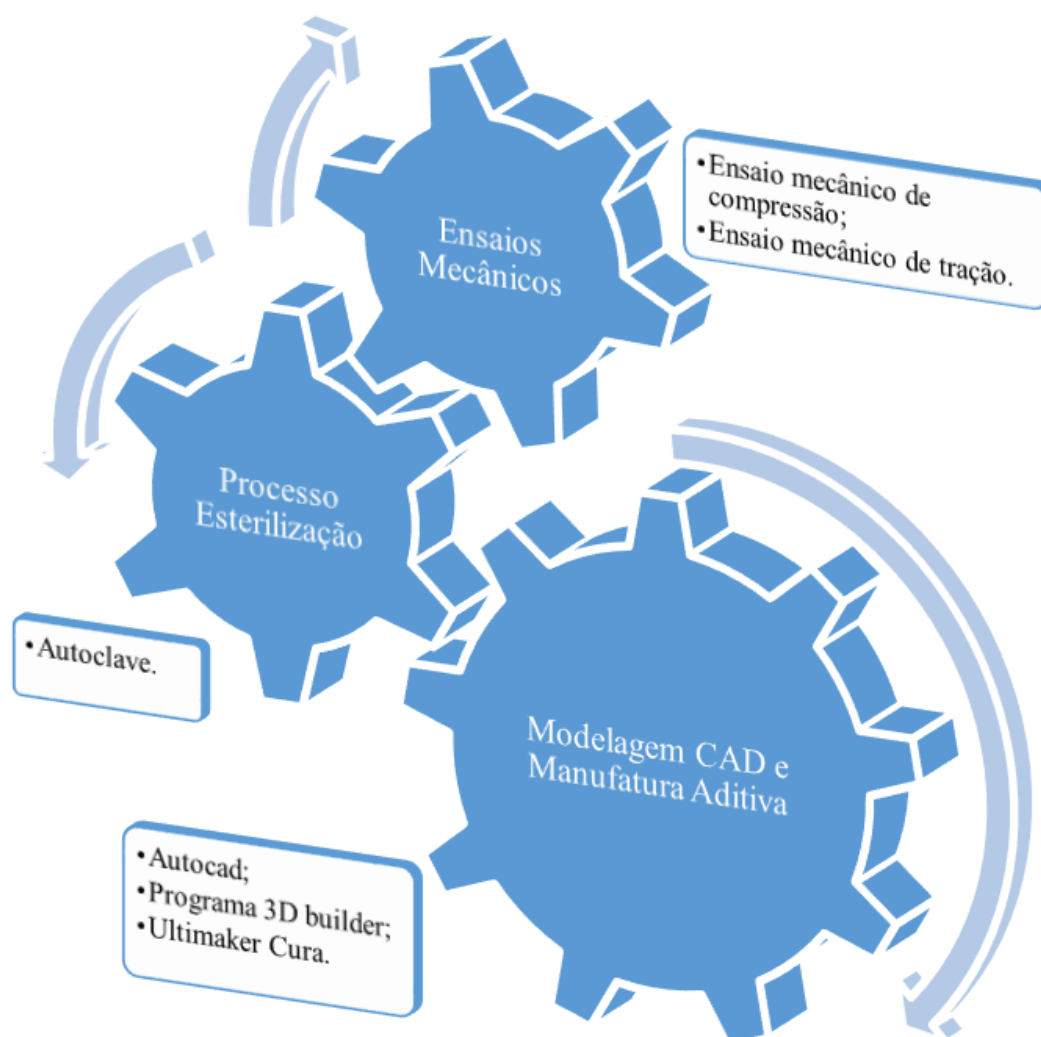 Ensaios
Mecânicos
•Ensaio mecânico de
compressão;
•Ensaio mecânico de tração.
Processo
Esterilização
•Autoclave.
Modelagem CAD e
Manufatura Aditiva
•Autocad;
•Programa 3D builder;
•Ultimaker Cura.